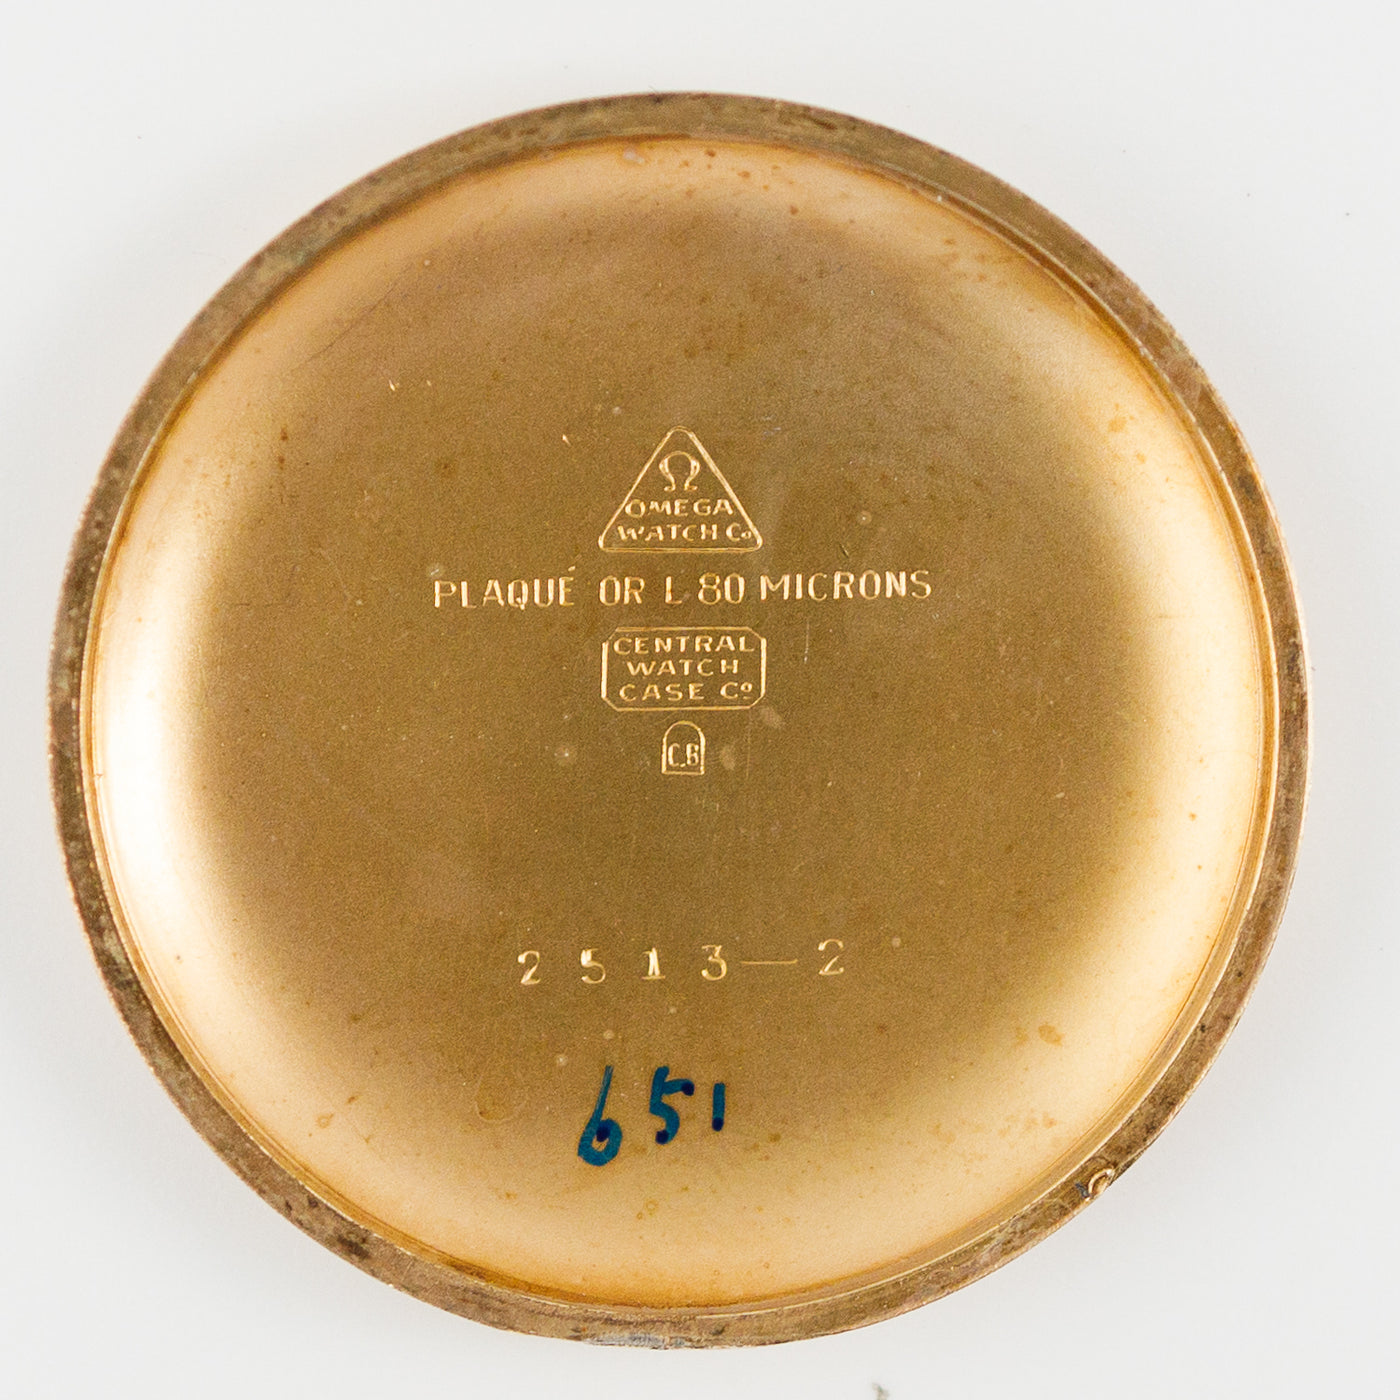 Ω
OMEGA
WATCH Co
PLAQUÉ OR L 80 MICRONS
CENTRAL
WATCH
CASE Cº
C.B
2513-2
651